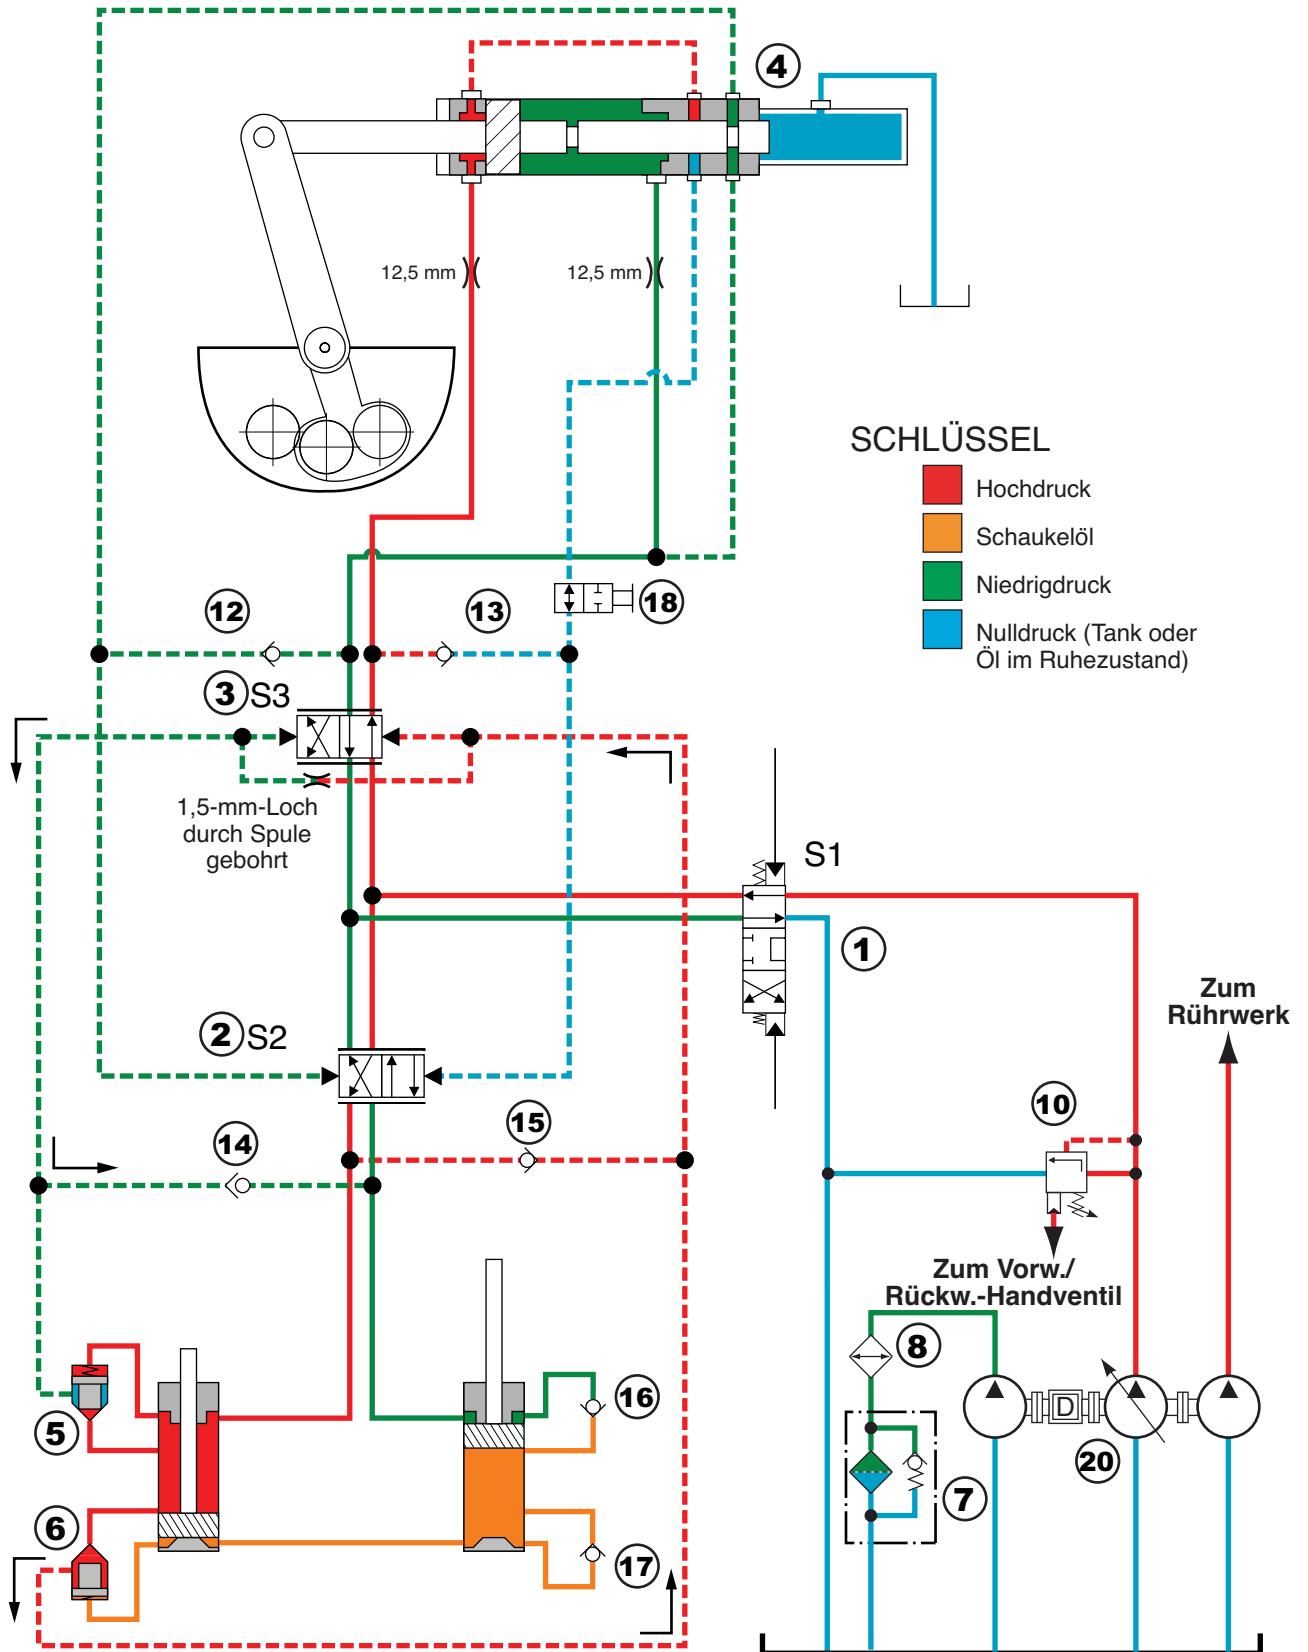 4
12,5 mm
12,5 mm
SCHLÜSSEL
Hochdruck
Schaukelöl
Niedrigdruck
Nulldruck (Tank oder
Öl im Ruhezustand)
18
12
13
3 S3
1,5-mm-Loch
durch Spule
gebohrt
S1
1
2 S2
Zum
Rührwerk
10
14
15
Zum Vorw./
Rückw.-Handventil
8
5
16
D
20
7
6
17